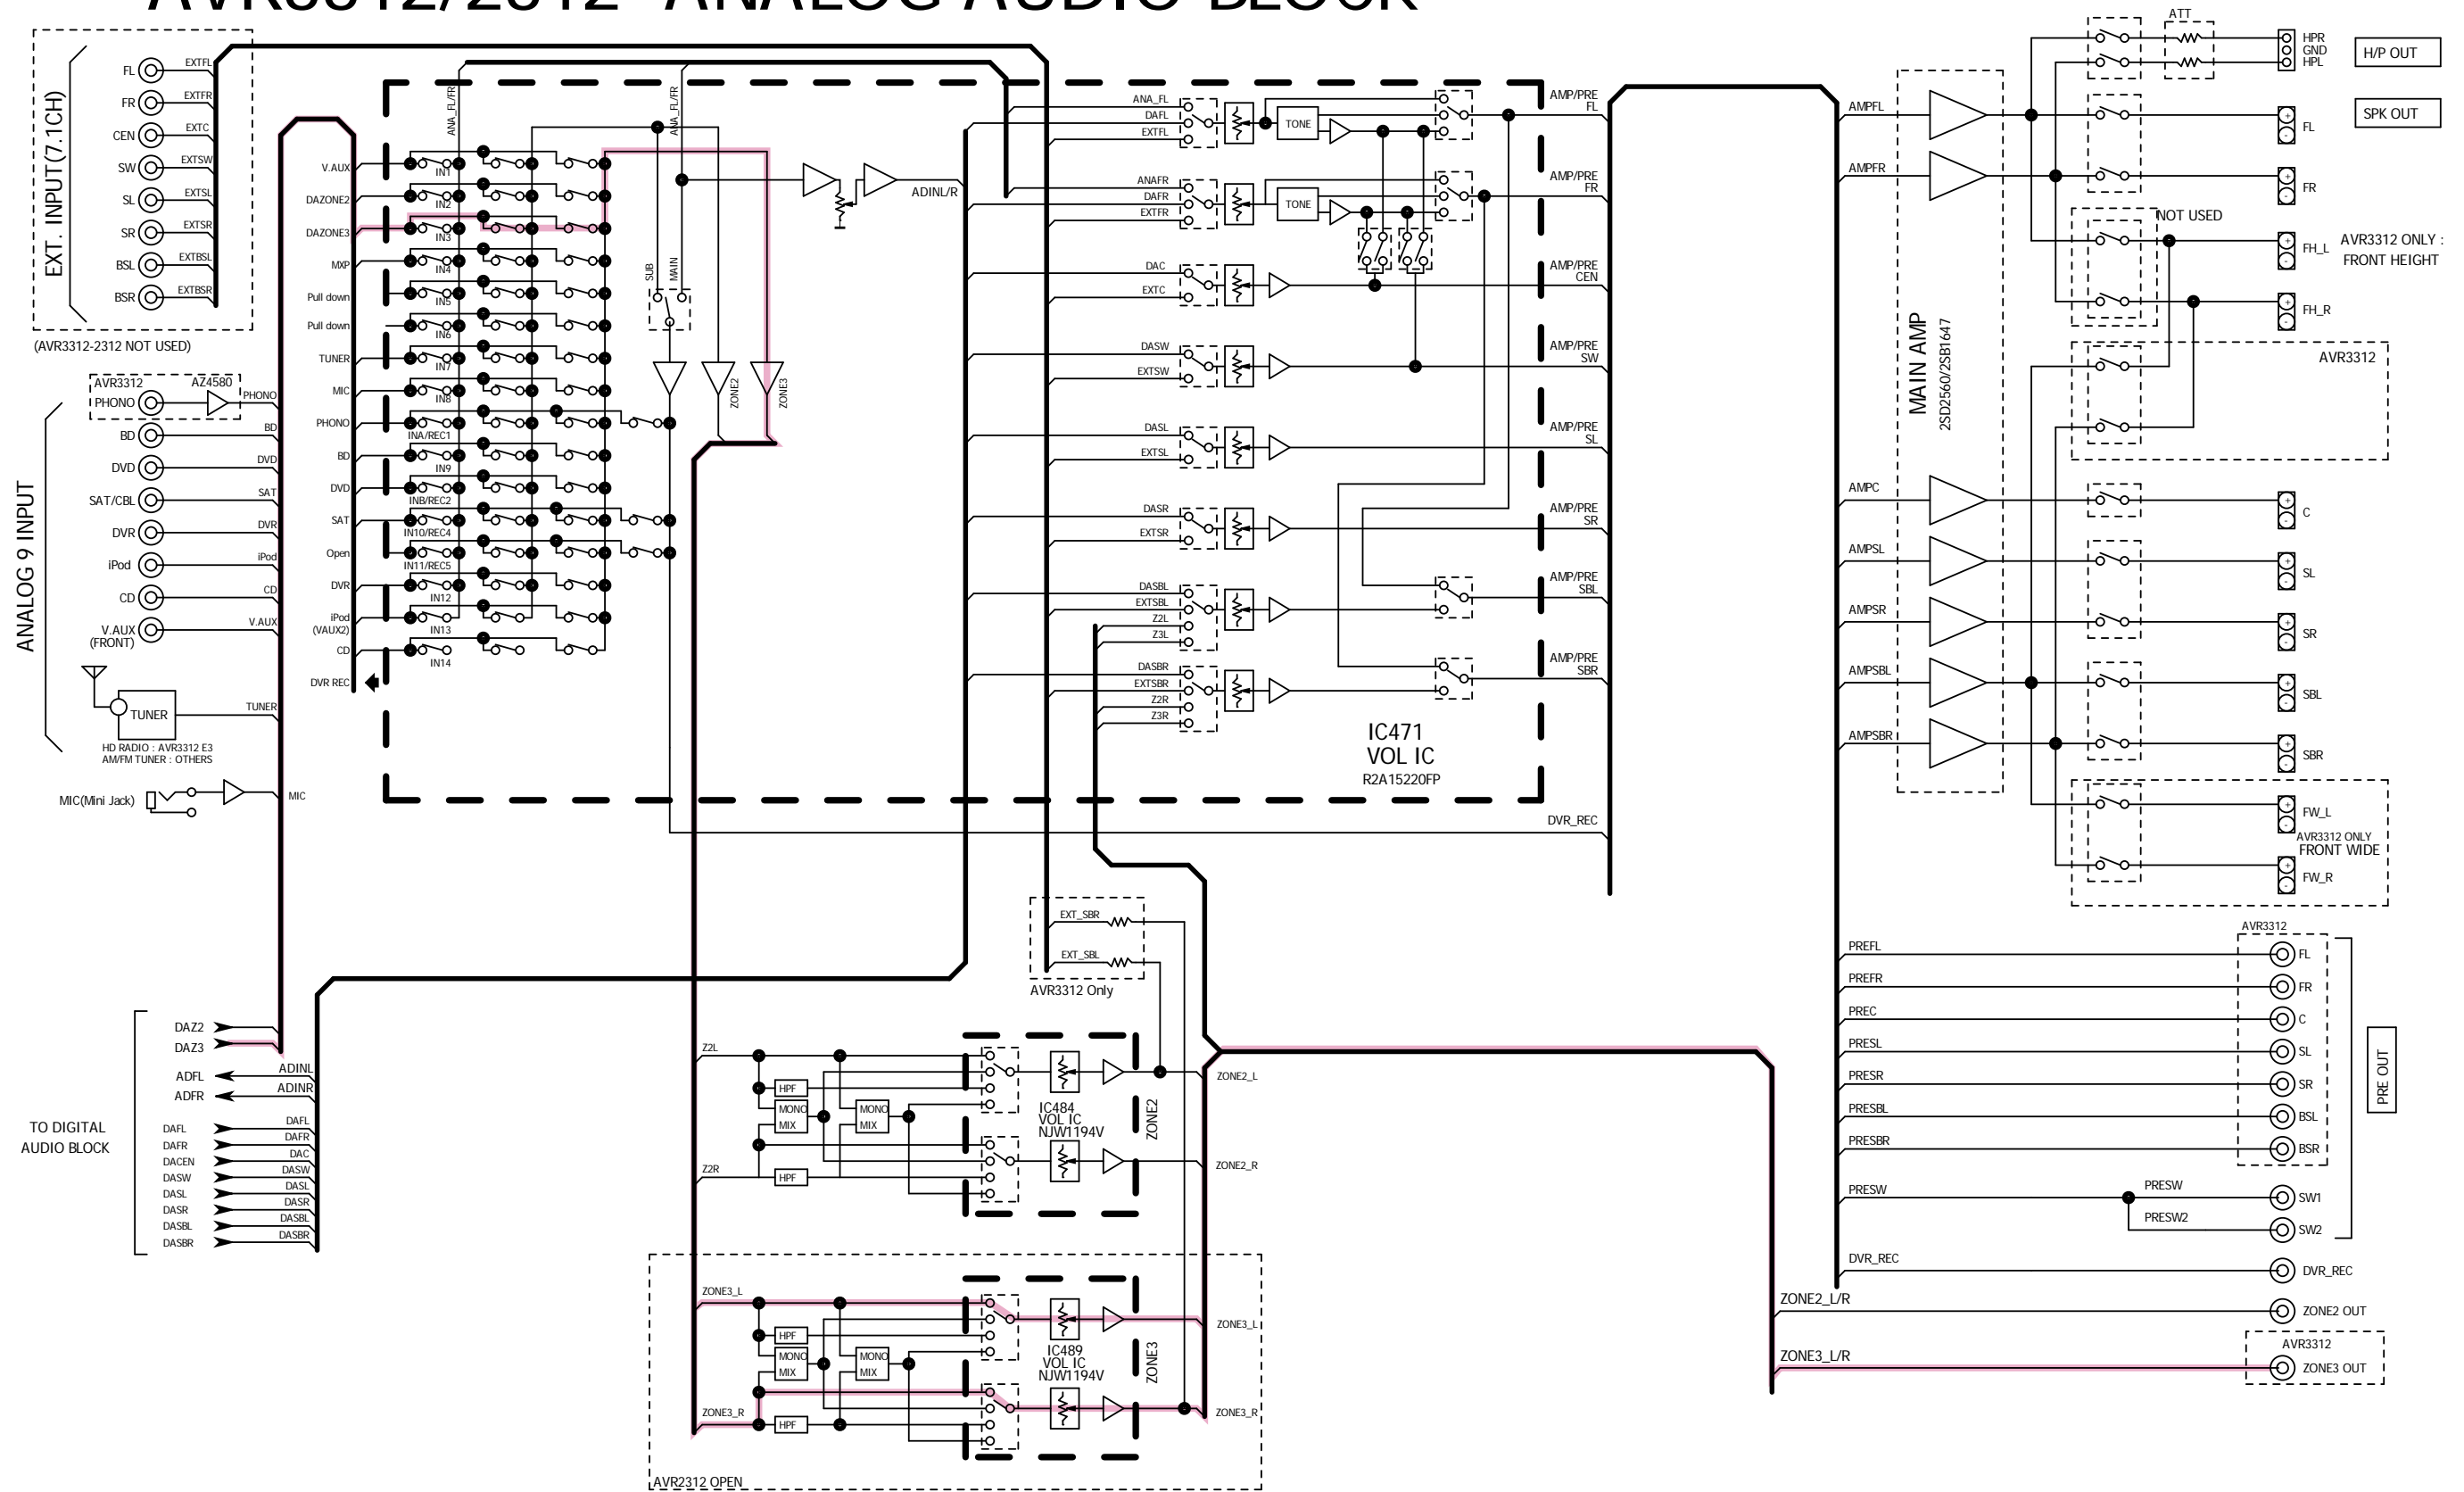 AVR3312/2312 ANALOG AUDIO BLOCK
EXT. INPUT(7.1CH)
FL EXTFL
FR EXTFR
CEN EXTC
SW EXTSW
SL EXTSL
SR EXTSR
BSL EXTBSL
BSR EXTBSR
(AVR3312-2312 NOT USED)
ANALOG 9 INPUT
AVR3312 AZ4580
PHONO PHONO
BD BD
DVD DVD
SAT/CBL SAT
DVR DVR
iPod iPod
CD CD
V.AUX V.AUX
(FRONT)
TUNER TUNER
HD RADIO : AVR3312 E3
AM/FM TUNER : OTHERS
MIC(Mini Jack) MIC
TO DIGITAL
AUDIO BLOCK
DAZ2
DAZ3
ADFL ADINL
ADFR ADINR
DAFL DAFL
DAFR DAFR
DACEN DAC
DASW DASW
DASL DASL
DASR DASR
DASBL DASBL
DASBR DASBR
ANA_FL/FR
ANA_FL/FR
V.AUX IN1
DAZONE2 IN2
DAZONE3 IN3
MXP IN4
Pull down IN5
Pull down IN6
TUNER IN7
MIC IN8
PHONO INA/REC1
BD IN9
DVD INB/REC2
SAT IN10/REC4
Open IN11/REC5
DVR IN12
iPod IN13
(VAUX2)
CD IN14
DVR REC
SUB MAIN
ZONE2
ZONE3
ADINL/R
ANA_FL
DAFL
EXTFL
TONE
AMP/PRE
FL
ANAFR
DAFR
EXTFR
TONE
AMP/PRE
FR
DAC
EXTC
AMP/PRE
CEN
DASW
EXTSW
AMP/PRE
SW
DASL
EXTSL
AMP/PRE
SL
DASR
EXTSR
AMP/PRE
SR
DASBL
EXTSBL
Z2L
Z3L
AMP/PRE
SBL
DASBR
EXTSBR
Z2R
Z3R
AMP/PRE
SBR
IC471
VOL IC
R2A15220FP
DVR_REC
EXT_SBR
EXT_SBL
AVR3312 Only
Z2L
HPF
MONO
MIX
MONO
MIX
Z2R
HPF
IC484
VOL IC
NJW1194V
ZONE2
ZONE2_L
ZONE2_R
ZONE3_L
HPF
MONO
MIX
MONO
MIX
ZONE3_R
HPF
IC489
VOL IC
NJW1194V
ZONE3
ZONE3_L
ZONE3_R
AVR2312 OPEN
MAIN AMP
2SD2560/2SB1647
AMPFL
AMPFR
AMPC
AMPSL
AMPSR
AMPSBL
AMPSBR
ATT
HPR
GND
HPL
H/P OUT
SPK OUT
+ - FL
+ - FR
NOT USED
+ - FH_L
+ - FH_R
AVR3312 ONLY :
FRONT HEIGHT
AVR3312
+ - C
+ - SL
+ - SR
+ - SBL
+ - SBR
+ - FW_L
AVR3312 ONLY
FRONT WIDE
+ - FW_R
AVR3312
PREFL FL
PREFR FR
PREC C
PRESL SL
PRESR SR
PRESBL BSL
PRESBR BSR
PRESW PRESW SW1
PRESW2 SW2
PRE OUT
DVR_REC DVR_REC
ZONE2_L/R ZONE2 OUT
AVR3312
ZONE3_L/R ZONE3 OUT